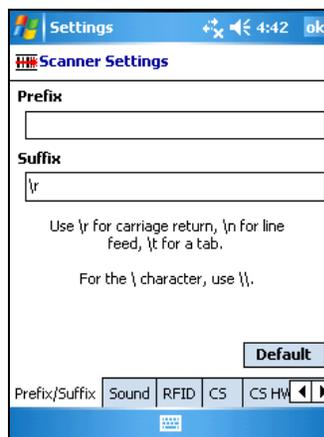 Settings 4:42 ok
Scanner Settings
Prefix
Suffix
\r
Use \r for carriage return, \n for line
feed, \t for a tab.
For the \ character, use \\.
Default
Prefix/Suffix Sound RFID CS CS HW